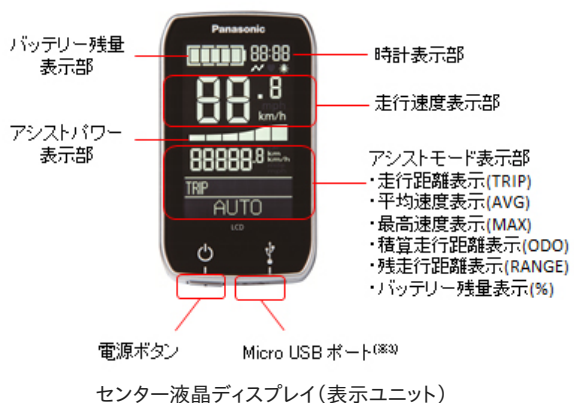 バッテリー残量
表示部
Panasonic
88:88
時計表示部
88.8
mph
km/h
走行速度表示部
アシストパワー
表示部
88888.8 km
km/h
TRIP
AUTO
LCD
アシストモード表示部
・走行距離表示(TRIP)
・平均速度表示(AVG)
・最高速度表示(MAX)
・積算走行距離表示(ODO)
・残走行距離表示(RANGE)
・バッテリー残量表示(%)
電源ボタン
Micro USB ポート(※3)
センター液晶ディスプレイ(表示ユニット)